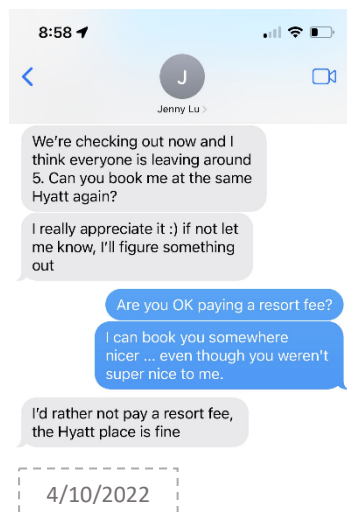 8:58
J
Jenny Lu
We're checking out now and I
think everyone is leaving around
5. Can you book me at the same
Hyatt again?
I really appreciate it :) if not let
me know, I'll figure something
out
Are you OK paying a resort fee?
I can book you somewhere
nicer ... even though you weren't
super nice to me.
I'd rather not pay a resort fee,
the Hyatt place is fine
4/10/2022